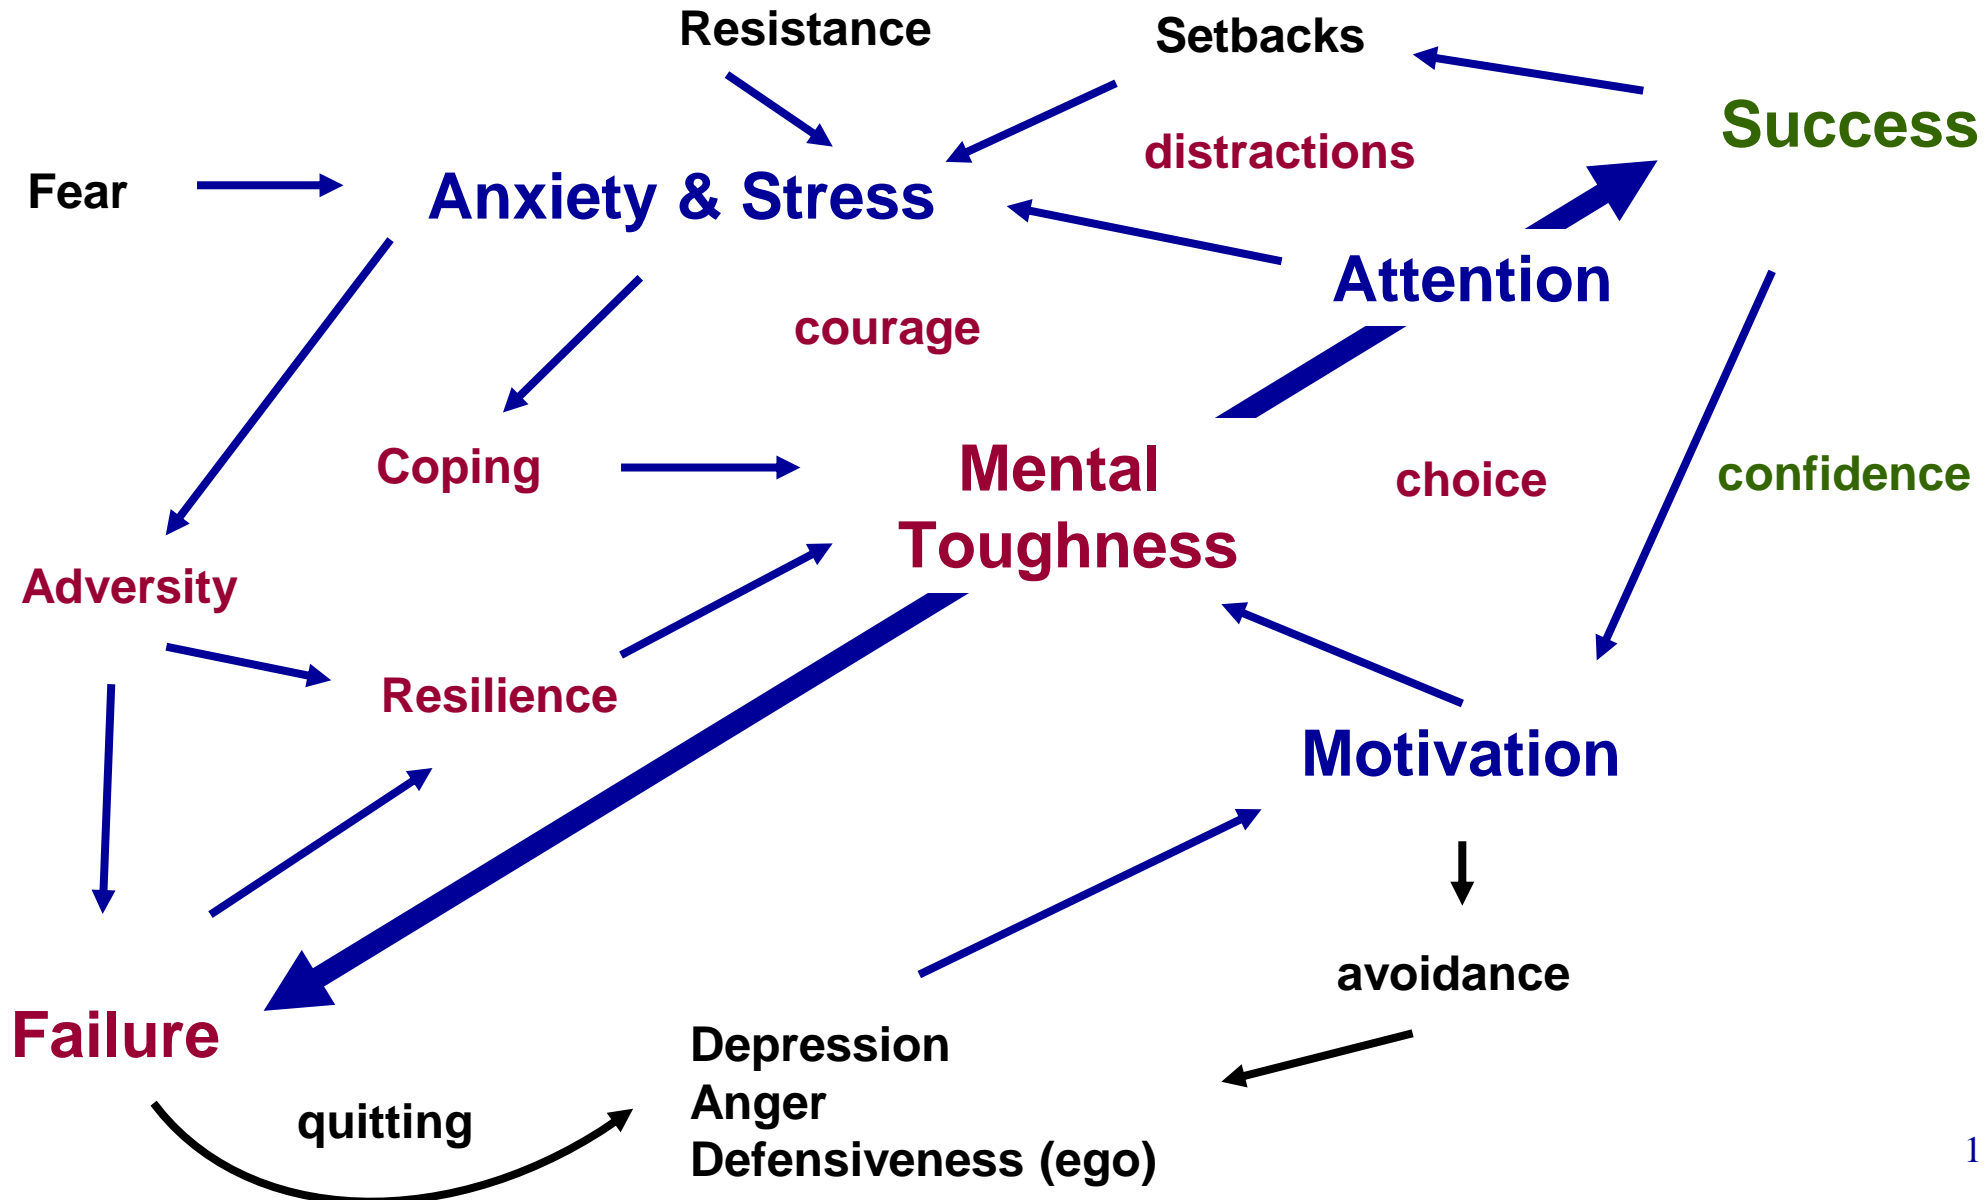 Resistance
Setbacks
Success
distractions
Fear
Anxiety & Stress
Attention
courage
Coping
Mental
Toughness
choice
confidence
Adversity
Resilience
Motivation
avoidance
Failure
Depression
Anger
Defensiveness (ego)
quitting
1